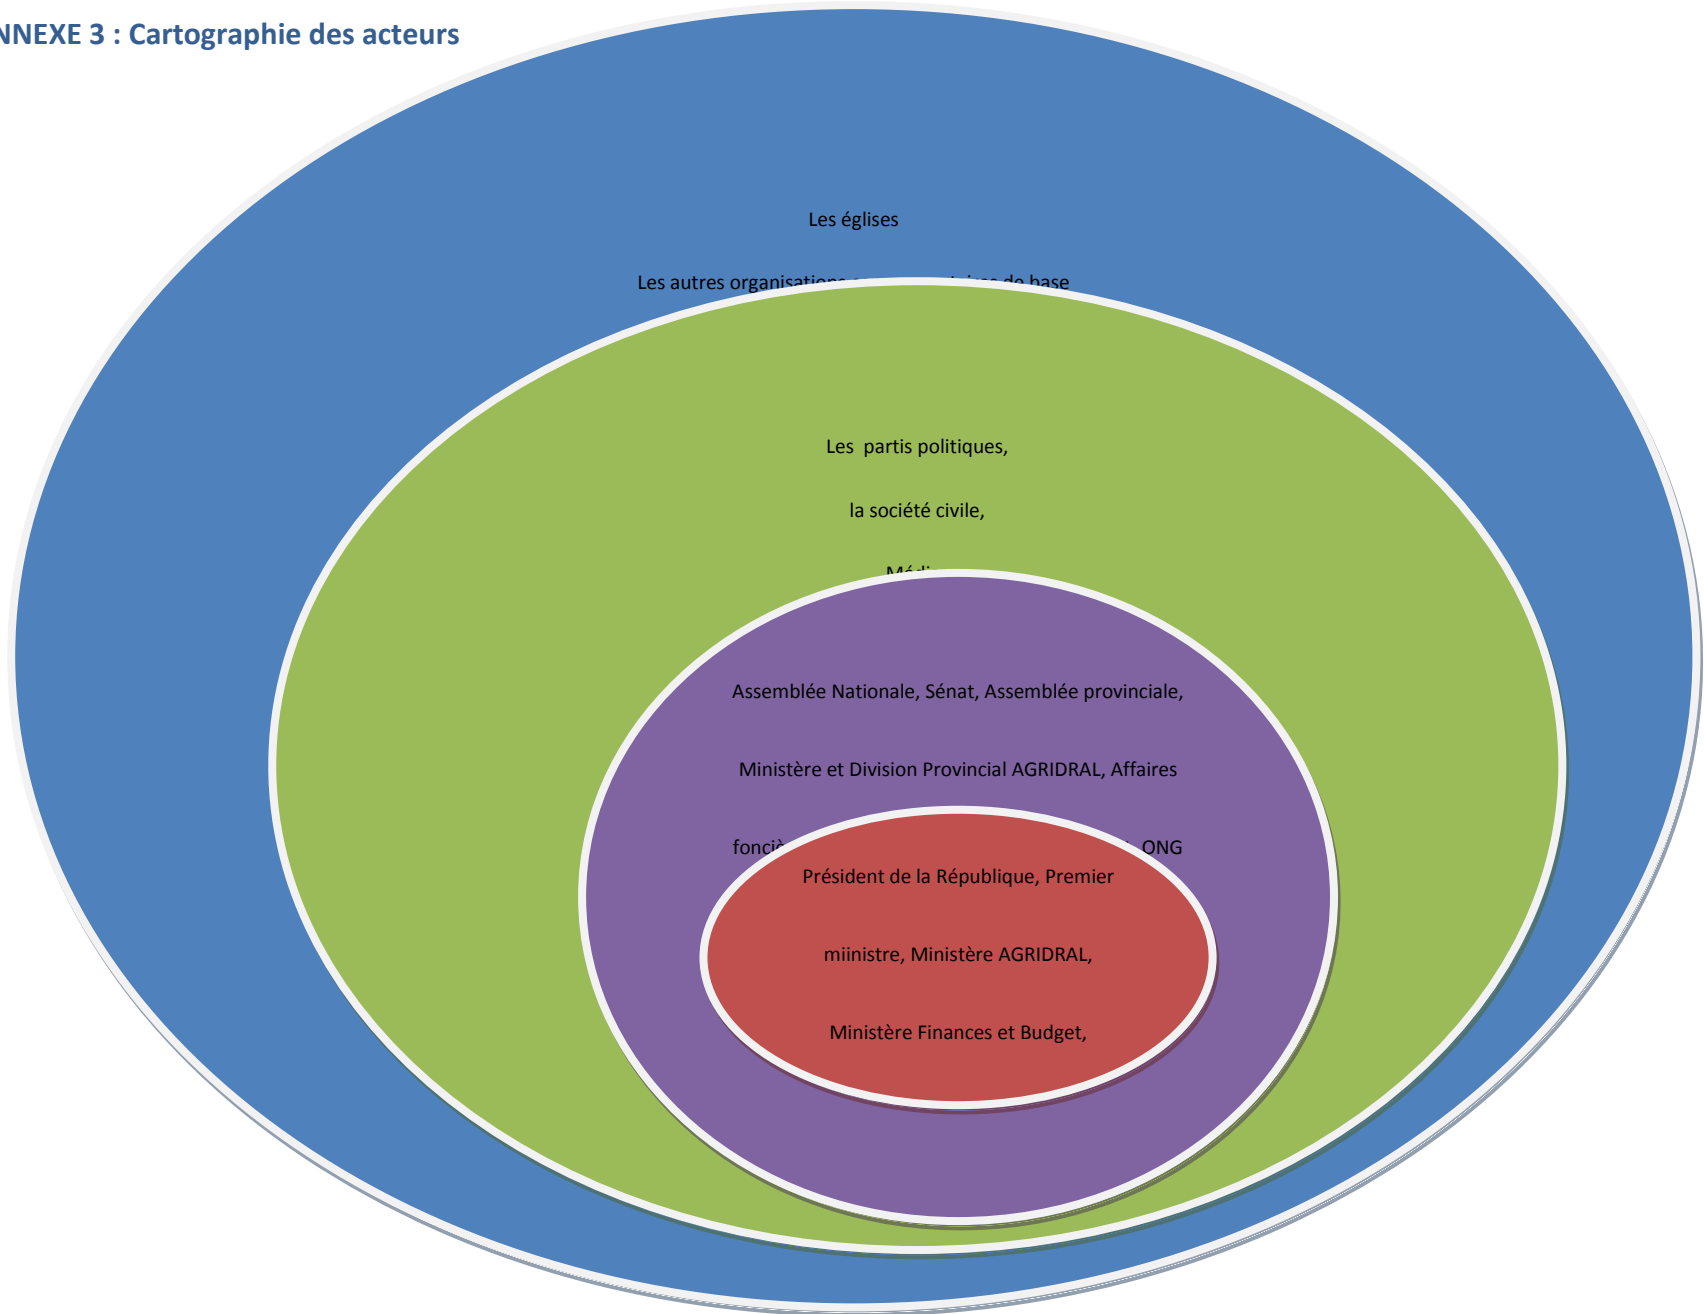 NNEXE 3 : Cartographie des acteurs
Les églises
Les autres organisations de base
Les partis politiques,
la société civile,
Assemblée Nationale, Sénat, Assemblée provinciale,
Ministère et Division Provincial AGRIDRAL, Affaires
ONG
Président de la République, Premier
miinistre, Ministère AGRIDRAL,
Ministère Finances et Budget,